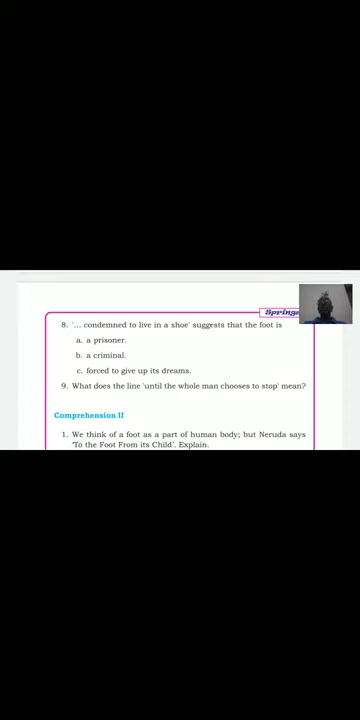 8. '... condemned to live in a shoe' suggests that the foot is
a. a prisoner.
b. a criminal.
c. forced to give up its dreams.
9. What does the line 'until the whole man chooses to stop' mean?
Comprehension II
1. We think of a foot as a part of human body; but Neruda says
'To the Foot From its Child'. Explain.